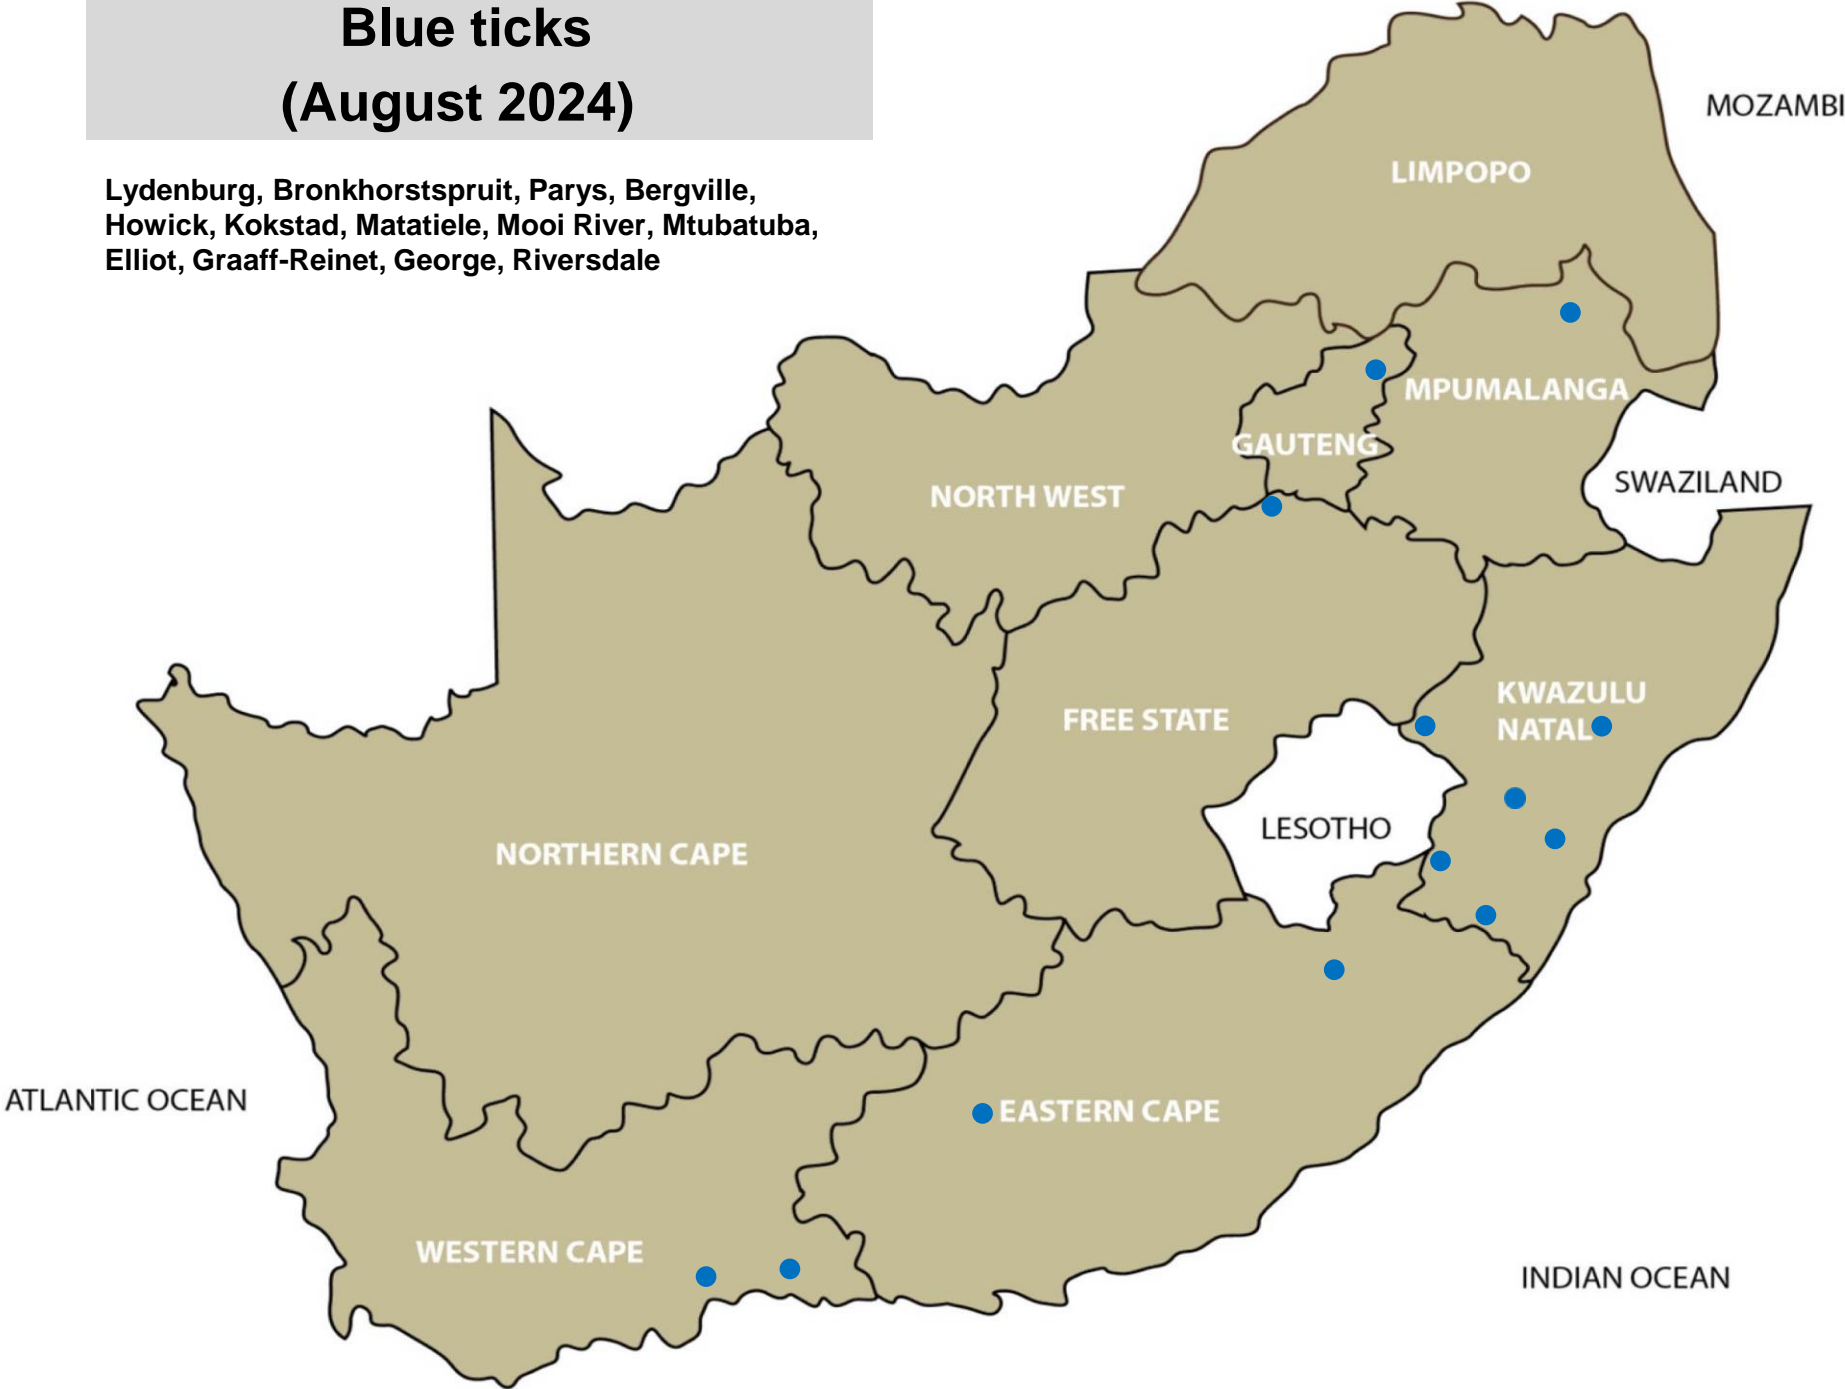 Blue ticks
(August 2024)
Lydenburg, Bronkhorstspruit, Parys, Bergville,
Howick, Kokstad, Matatiele, Mooi River, Mtubatuba,
Elliot, Graaff-Reinet, George, Riversdale
MOZAMBI
LIMPOPO
MPUMALANGA
GAUTENG
SWAZILAND
NORTH WEST
KWAZULU
NATAL
FREE STATE
LESOTHO
NORTHERN CAPE
ATLANTIC OCEAN
EASTERN CAPE
WESTERN CAPE
INDIAN OCEAN